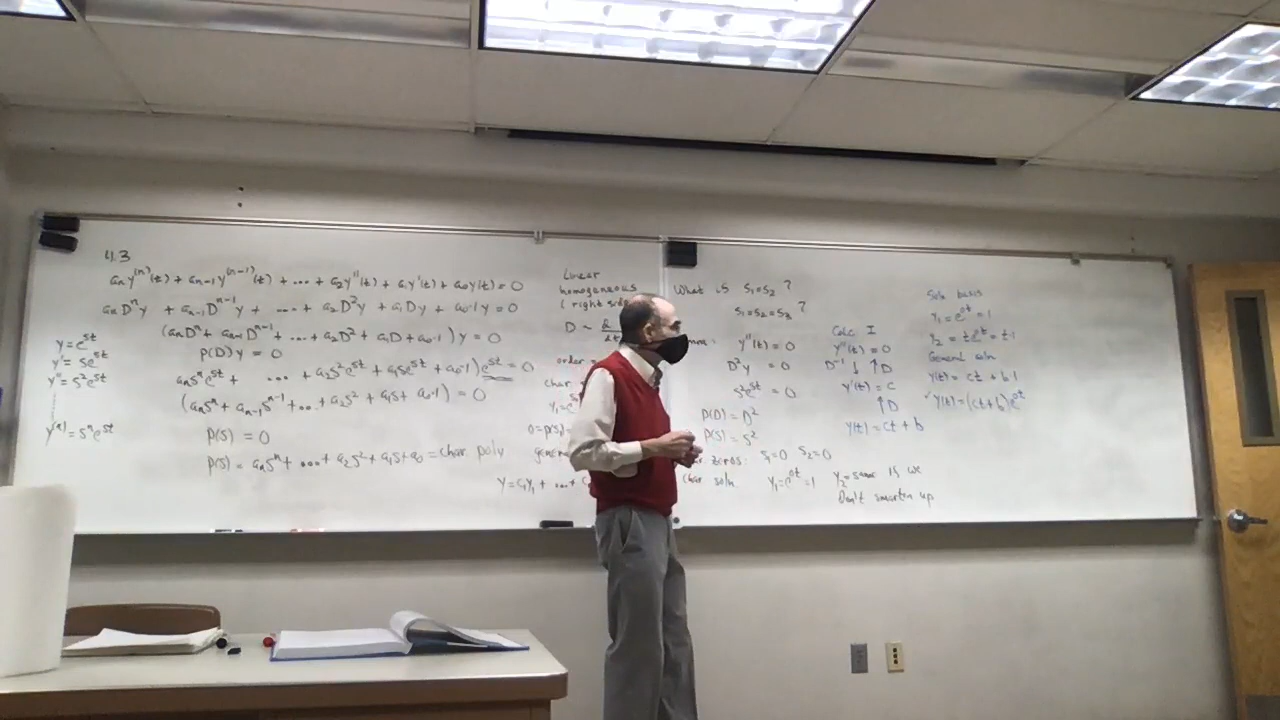 4.3
aₙy⁽ⁿ⁾(t) + aₙ₋₁y⁽ⁿ⁻¹⁾(t) + ... + a₂y''(t) + a₁y'(t) + a₀y(t) = 0
aₙDⁿy + aₙ₋₁Dⁿ⁻¹y + ... + a₂D²y + a₁Dy + a₀·1y = 0
(aₙDⁿ + aₙ₋₁Dⁿ⁻¹ + ... + a₂D² + a₁D + a₀·1)y = 0
P(D)y = 0
y = eˢᵗ
y' = seˢᵗ
y'' = s²eˢᵗ
y⁽ⁿ⁾ = sⁿeˢᵗ
aₙsⁿeˢᵗ + ... + a₂s²eˢᵗ + a₁seˢᵗ + a₀·1)eˢᵗ = 0
(aₙsⁿ + aₙ₋₁sⁿ⁻¹ + ... + a₂s² + a₁s + a₀·1) = 0
P(s) = 0
P(s) = aₙsⁿ + ... + a₂s² + a₁s + a₀ = char poly
Linear
homogeneous
(right side
D ~
order =
char
y = c₁y₁ + ... +
What is s₁=s₂ ?
s₁=s₂=s₃ ?
y''(t) = 0
D²y = 0
s²eˢᵗ = 0
P(D) = D²
P(s) = s²
zeros: s₁=0 s₂=0
char soln y₁=e⁰ᵗ=1 y₂=same if we
Don't smarten up
Calc I
y''(t) = 0
D⁻¹ ↓ ↑ D
y'(t) = c
↑ D
y(t) = ct + b
Soln basis
y₁ = e⁰ᵗ = 1
y₂ = te⁰ᵗ = t·1
General soln
y(t) = ct + b·1
y(t) = (ct + b)e⁰ᵗ